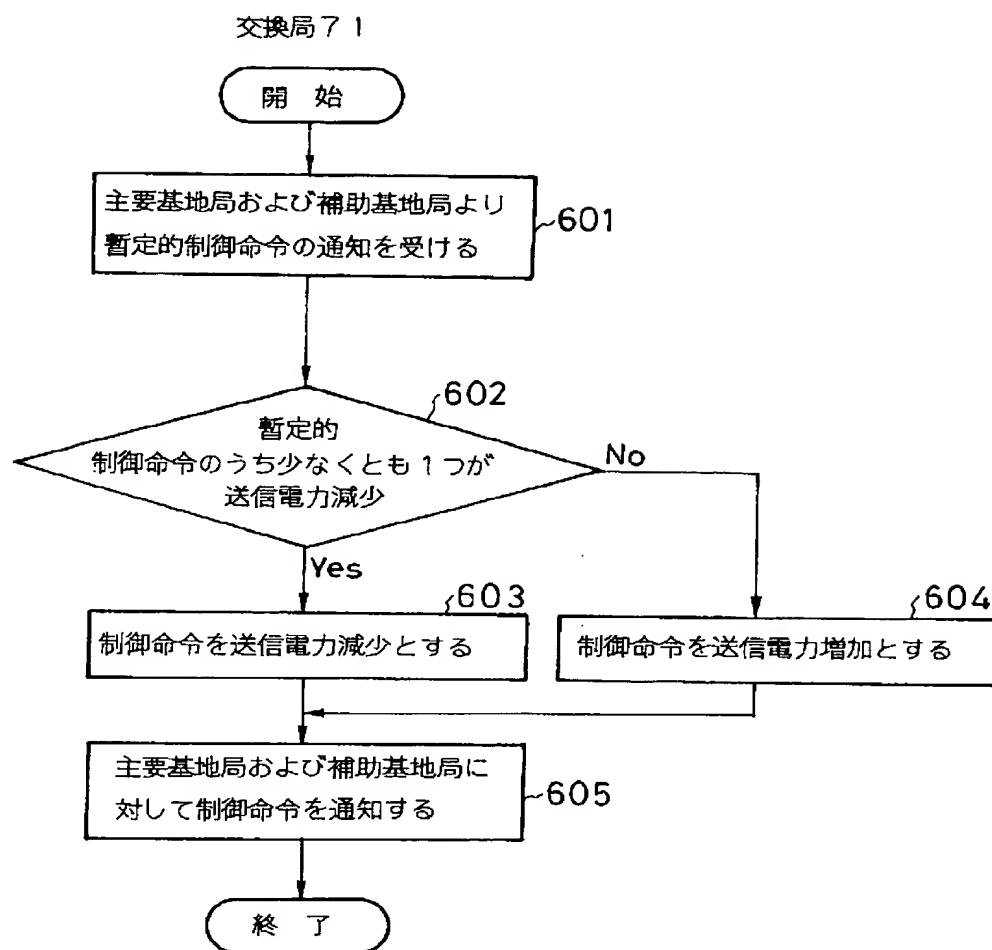 交換局７１
開　始
主要基地局および補助基地局より
暫定的制御命令の通知を受ける
601
602
暫定的
制御命令のうち少なくとも１つが
送信電力減少
No
Yes
603
制御命令を送信電力減少とする
604
制御命令を送信電力増加とする
主要基地局および補助基地局に
対して制御命令を通知する
605
終　了